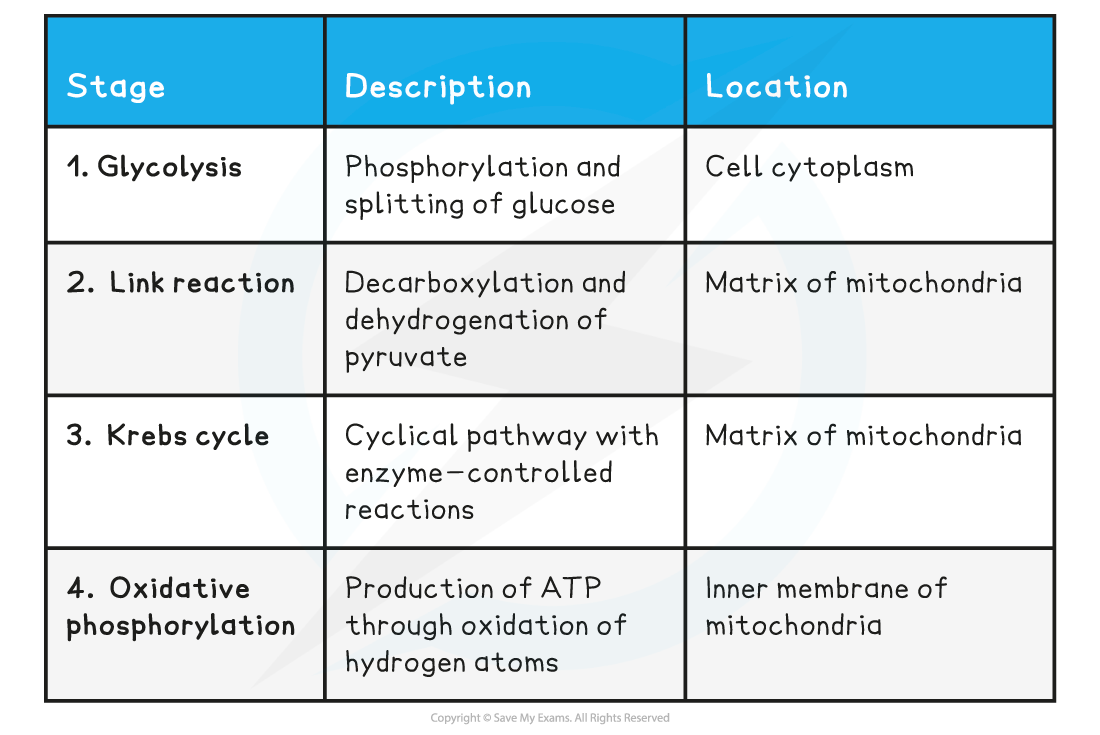 Stage
Description
Location
1. Glycolysis
Phosphorylation and
splitting of glucose
Cell cytoplasm
2. Link reaction
Decarboxylation and
dehydrogenation of
pyruvate
Matrix of mitochondria
3. Krebs cycle
Cyclical pathway with
enzyme–controlled
reactions
Matrix of mitochondria
4. Oxidative
phosphorylation
Production of ATP
through oxidation of
hydrogen atoms
Inner membrane of
mitochondria
Copyright © Save My Exams. All Rights Reserved